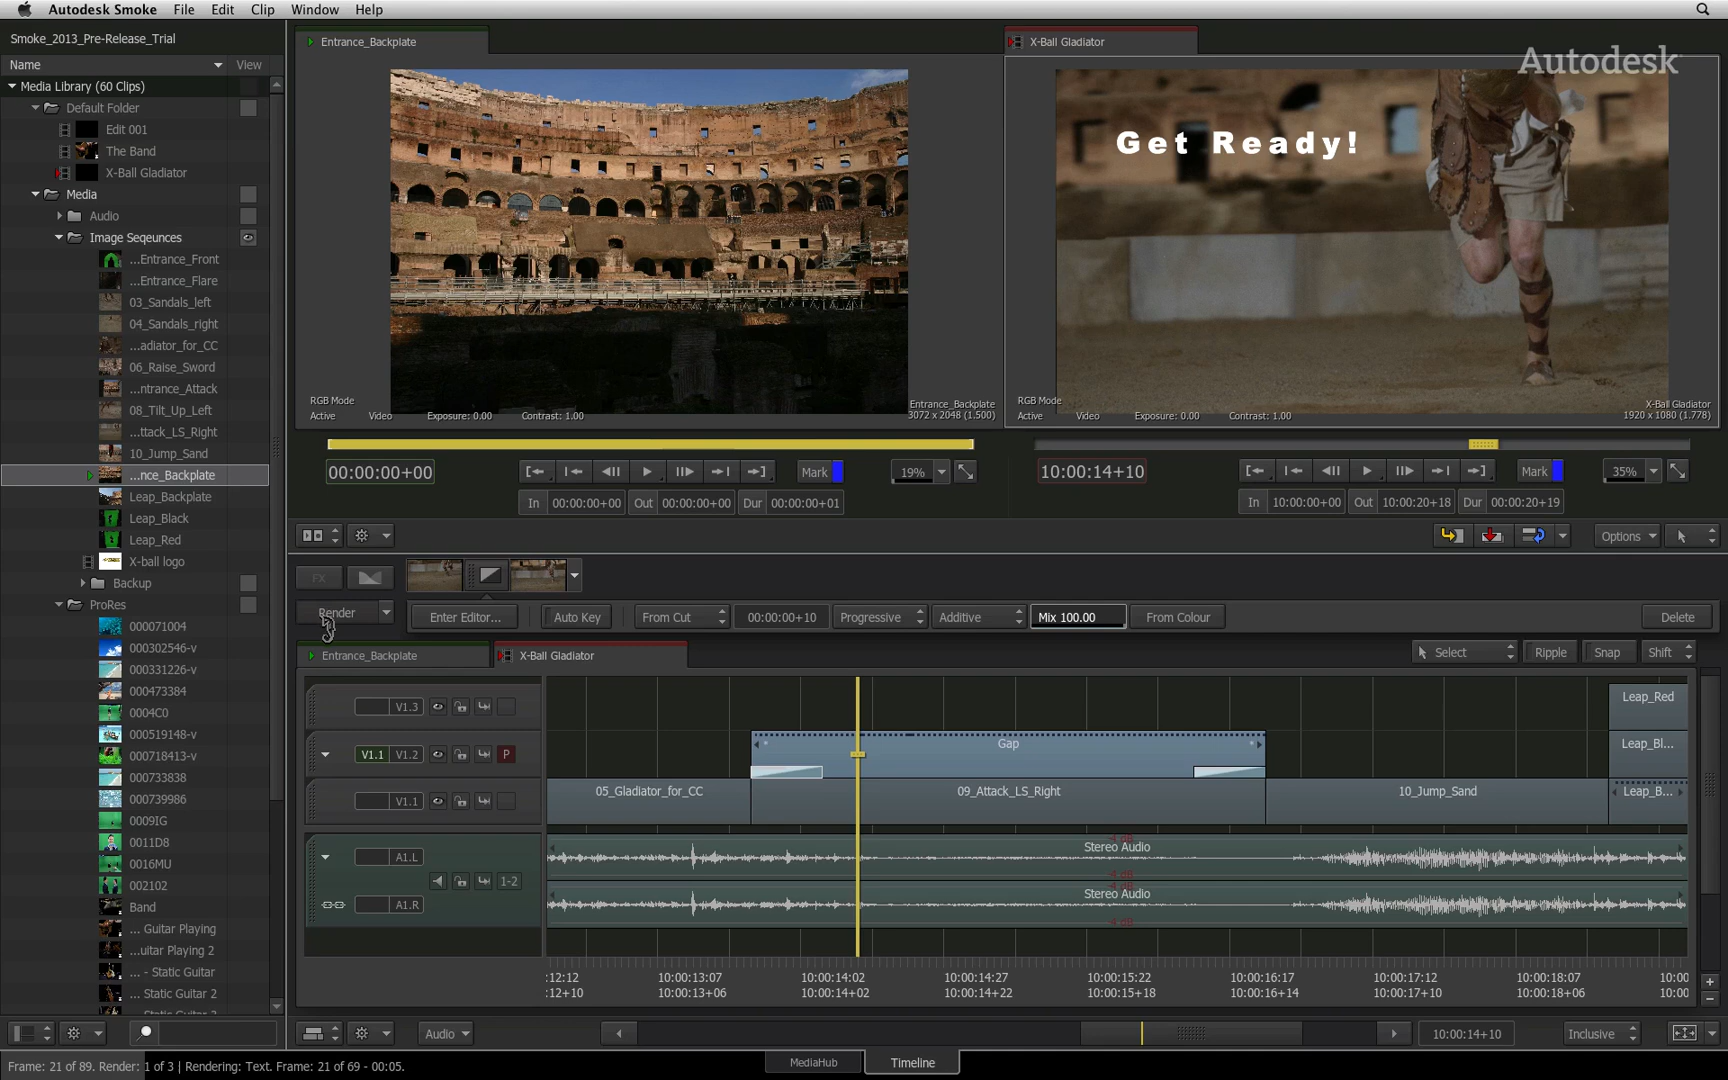 Autodesk Smoke File Edit Clip Window Help
Smoke_2013_Pre-Release_Trial
Name View
Media Library (60 Clips)
Default Folder
Edit 001
The Band
X-Ball Gladiator
Media
Audio
Image Seqeunces
...Entrance_Front
...Entrance_Flare
03_Sandals_left
04_Sandals_right
...adiator_for_CC
06_Raise_Sword
...ntrance_Attack
08_Tilt_Up_Left
...ttack_LS_Right
10_Jump_Sand
...nce_Backplate
Leap_Backplate
Leap_Black
Leap_Red
X-ball logo
Backup
ProRes
000071004
000302546-v
000331226-v
000473384
0004C0
000519148-v
000718413-v
000733838
000739986
0009IG
0011D8
0016MU
002102
Band
... Guitar Playing
...uitar Playing 2
... - Static Guitar
... Static Guitar 2
Entrance_Backplate
RGB Mode
Active Video Exposure: 0.00 Contrast: 1.00
Entrance_Backplate
3072 x 2048 (1.500)
X-Ball Gladiator
Autodesk
Get Ready!
RGB Mode
Active Video Exposure: 0.00 Contrast: 1.00
X-Ball Gladiator
1920 x 1080 (1.778)
00:00:00+00 Mark 19%
In 00:00:00+00 Out 00:00:00+00 Dur 00:00:00+01
10:00:14+10 Mark 35%
In 10:00:00+00 Out 10:00:20+18 Dur 00:00:20+19
Options
FX
Render Enter Editor... Auto Key From Cut 00:00:00+10 Progressive Additive Mix 100.00 From Colour Delete
Entrance_Backplate X-Ball Gladiator Select Ripple Snap Shift
V1.3 Leap_Red
V1.1 V1.2 P Gap Leap_Bl...
V1.1 05_Gladiator_for_CC 09_Attack_LS_Right 10_Jump_Sand Leap_B...
-4 dB
A1.L Stereo Audio
-4 dB
1-2
-4 dB
A1.R Stereo Audio
-4 dB
:12:12 10:00:13:07 10:00:14:02 10:00:14:27 10:00:15:22 10:00:16:17 10:00:17:12 10:00:18:07 10:00
:12+10 10:00:13+06 10:00:14+02 10:00:14+22 10:00:15+18 10:00:16+14 10:00:17+10 10:00:18+06 10:00:
Audio 10:00:14+10 Inclusive
MediaHub Timeline
Frame: 21 of 89. Render: 1 of 3 | Rendering: Text. Frame: 21 of 69 - 00:05.